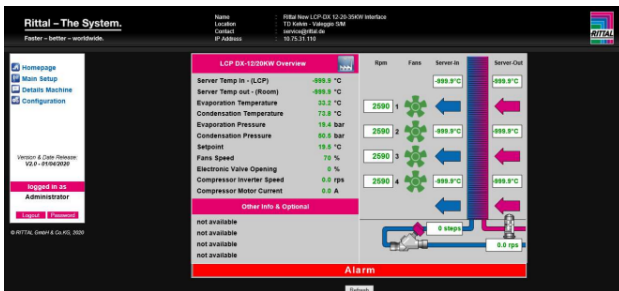 Rittal – The System.
Faster – better – worldwide.
Name : Rittal New LCP-DX 12-20-35KW Interface
Location : TD Kelvin - Valeggio S/M
Contact : service@rittal.de
IP Address : 10.75.31.110
RITTAL
Homepage
Main Setup
Details Machine
Configuration
Version & Date Release:
V2.0 - 01/04/2020
logged in as
Administrator
Logout Password
© RITTAL GmbH & Co.KG, 2020
LCP DX-12/20KW Overview
Server Temp In - (LCP) -999.9 °C
Server Temp out - (Room) -999.9 °C
Evaporation Temperature 33.2 °C
Condensation Temperature 73.8 °C
Evaporation Pressure 19.4 bar
Condensation Pressure 50.5 bar
Setpoint 19.0 °C
Fans Speed 70 %
Electronic Valve Opening 0 %
Compressor Inverter Speed 0.0 rps
Compressor Motor Current 0.0 A
Other Info & Optional
not available
not available
not available
not available
Rpm Fans Server-In Server-Out
-999.9°C -999.9°C
2590 1
2590 2 -999.9°C -999.9°C
2590 3
2590 4 -999.9°C -999.9°C
0 steps
0.0 rps
Alarm
Refresh